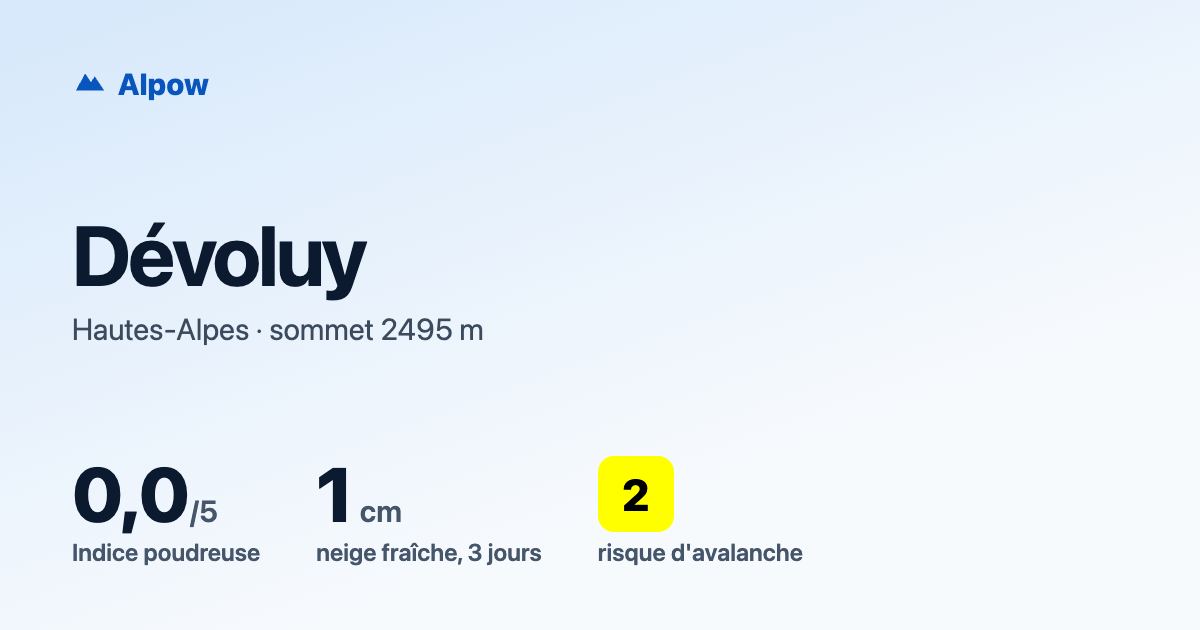 Alpow
Dévoluy
Hautes-Alpes · sommet 2495 m
0,0/5
Indice poudreuse
1 cm
neige fraîche, 3 jours
2
risque d'avalanche